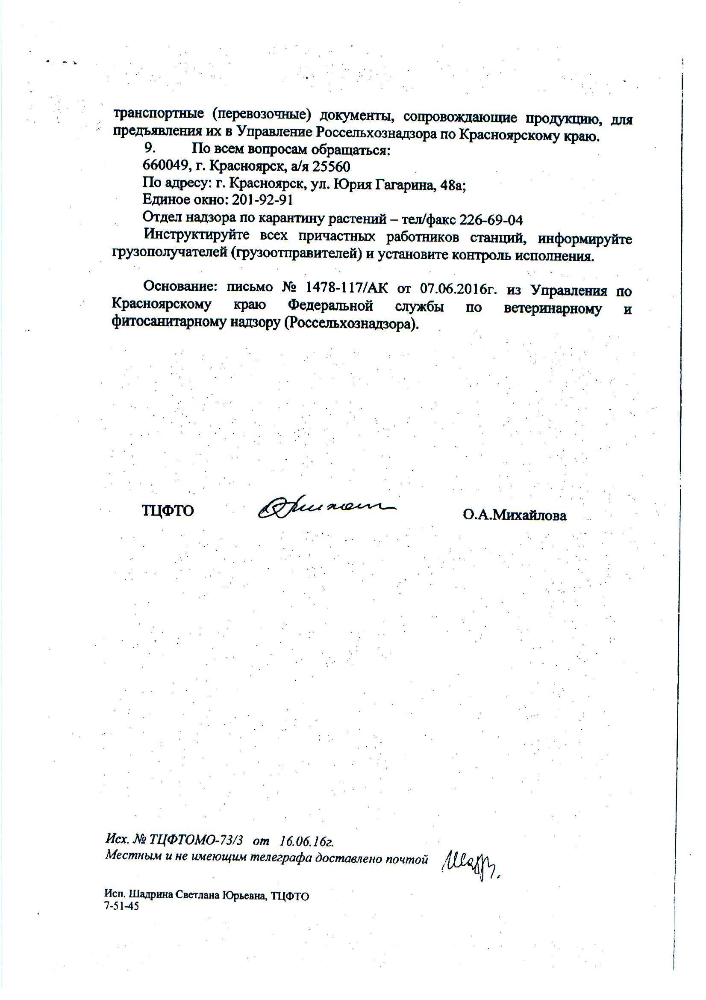 транспортные (перевозочные) документы, сопровождающие продукцию, для
предъявления их в Управление Россельхознадзора по Красноярскому краю.
9. По всем вопросам обращаться:
660049, г. Красноярск, а/я 25560
По адресу: г. Красноярск, ул. Юрия Гагарина, 48а;
Единое окно: 201-92-91
Отдел надзора по карантину растений – тел/факс 226-69-04
Инструктируйте всех причастных работников станций, информируйте
грузополучателей (грузоотправителей) и установите контроль исполнения.
Основание: письмо № 1478-117/АК от 07.06.2016г. из Управления по
Красноярскому краю Федеральной службы по ветеринарному и
фитосанитарному надзору (Россельхознадзора).
ТЦФТО О.А.Михайлова
Исх. № ТЦФТОМО-73/3 от 16.06.16г.
Местным и не имеющим телеграфа доставлено почтой
Исп. Шадрина Светлана Юрьевна, ТЦФТО
7-51-45